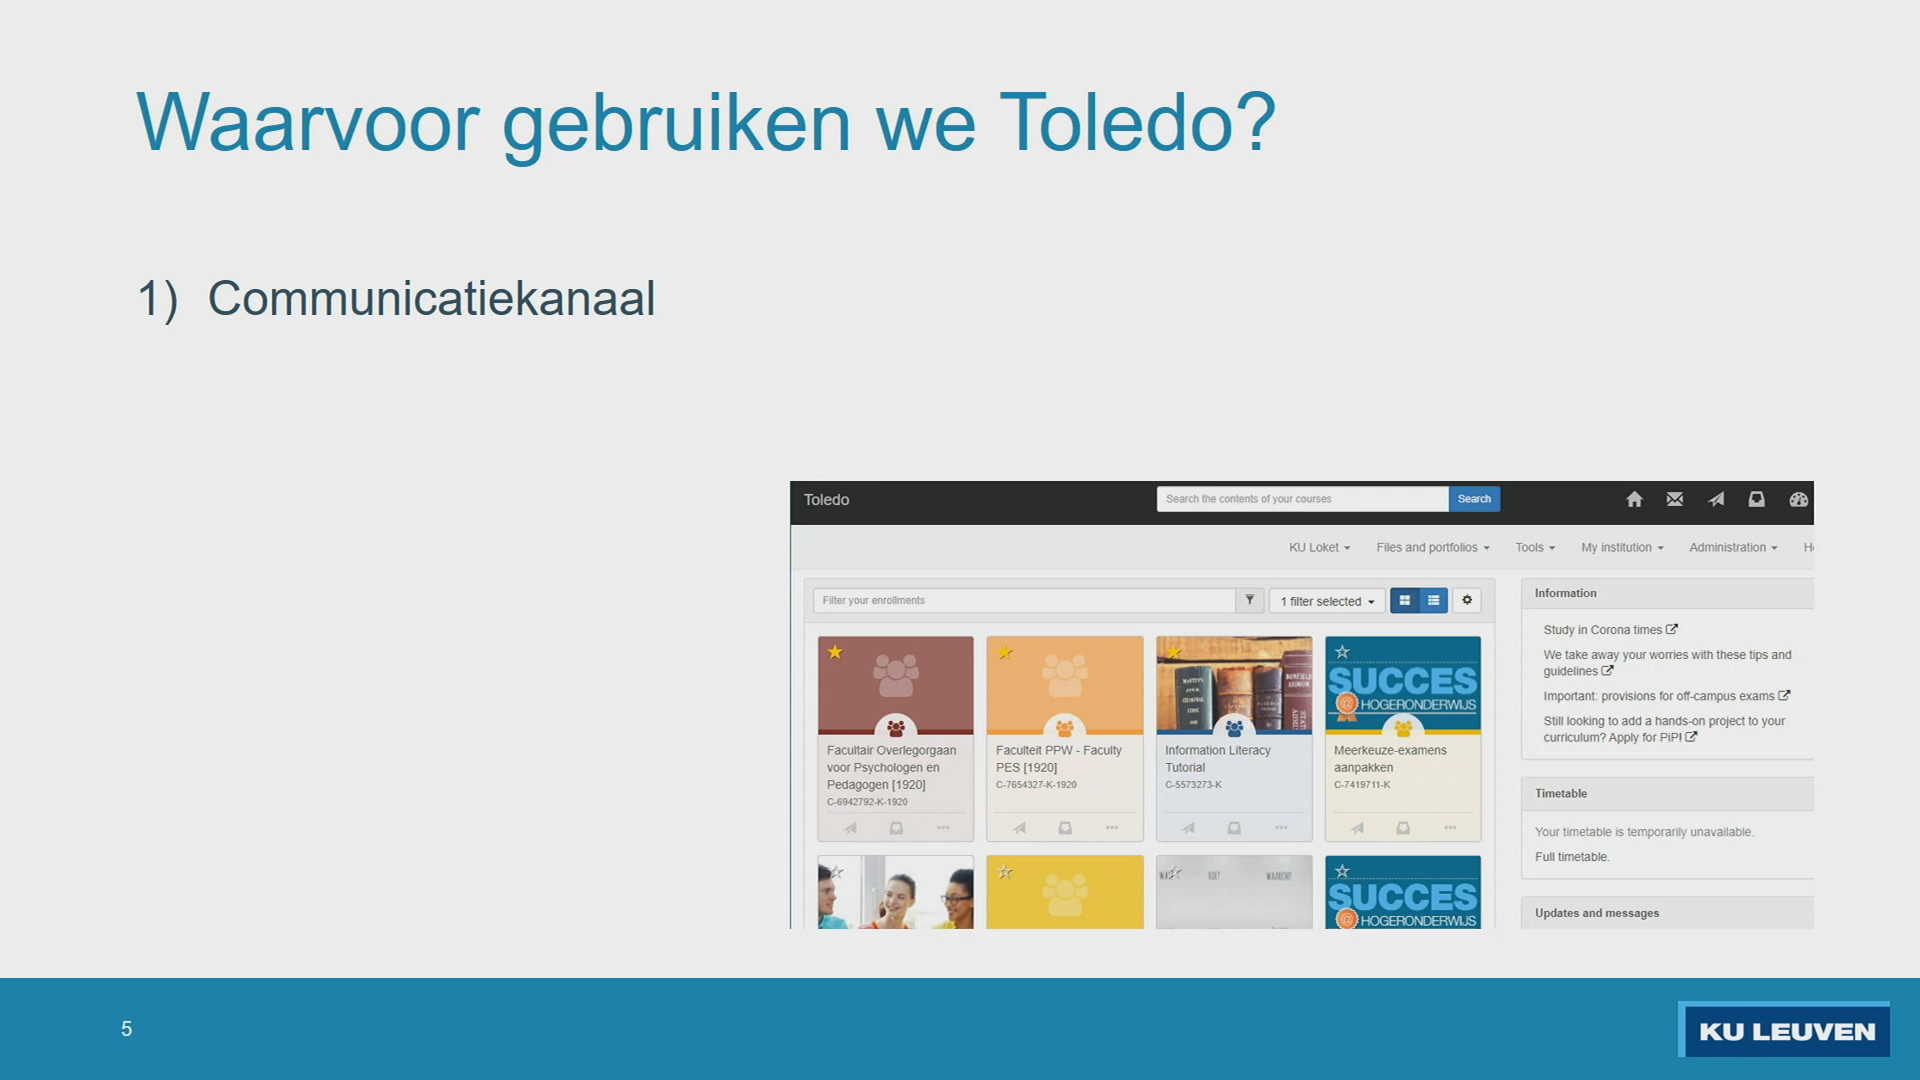 Waarvoor gebruiken we Toledo?
1) Communicatiekanaal
Toledo
Search the contents of your courses
Search
KU Loket
Files and portfolios
Tools
My institution
Administration
Filter your enrollments
1 filter selected
Facultair Overlegorgaan
voor Psychologen en
Pedagogen [1920]
C-6942792-K-1920
Faculteit PPW - Faculty
PES [1920]
C-7654327-K-1920
Information Literacy
Tutorial
C-5573273-K
SUCCES
@ HOGERONDERWIJS
Meerkeuze-examens
aanpakken
C-7419711-K
SUCCES
@ HOGERONDERWIJS
Information
Study in Corona times
We take away your worries with these tips and
guidelines
Important: provisions for off-campus exams
Still looking to add a hands-on project to your
curriculum? Apply for PiPI
Timetable
Your timetable is temporarily unavailable.
Full timetable.
Updates and messages
5
KU LEUVEN